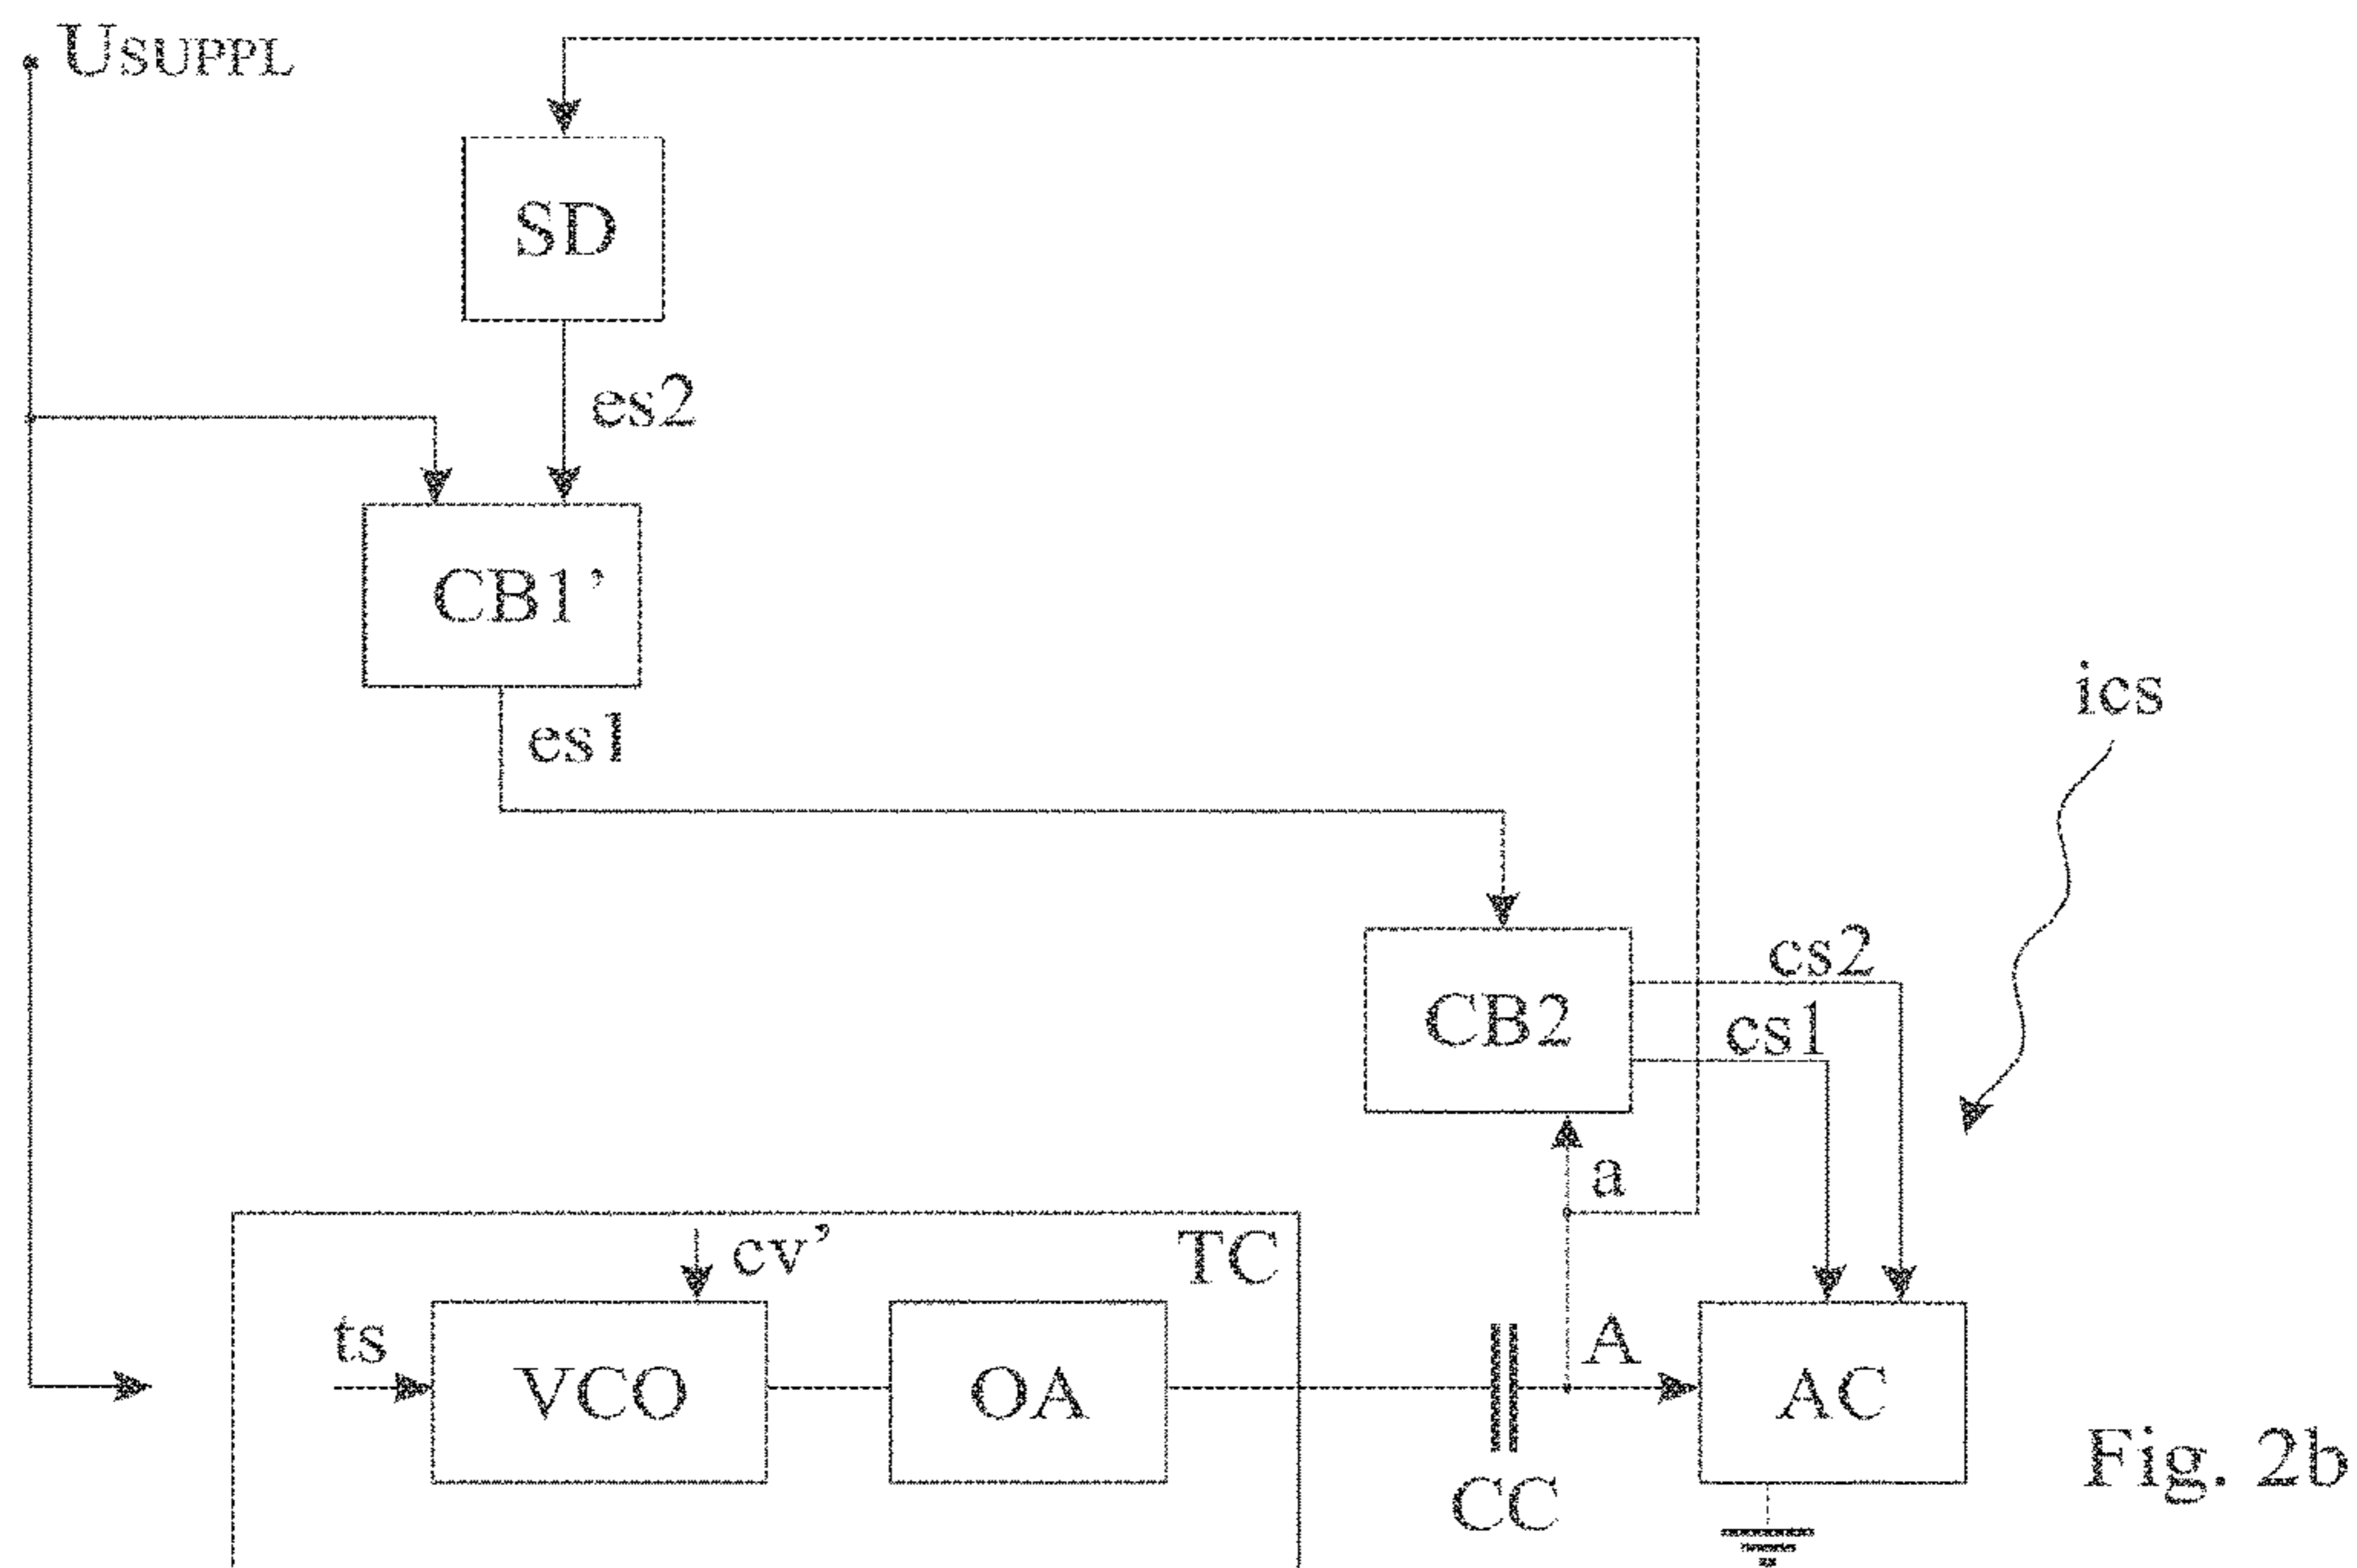 USUPPL
SD
es2
CB1’
es1
ics
cs2
CB2
cs1
a
cv’
TC
ts
A
VCO
OA
AC
CC
Fig. 2b